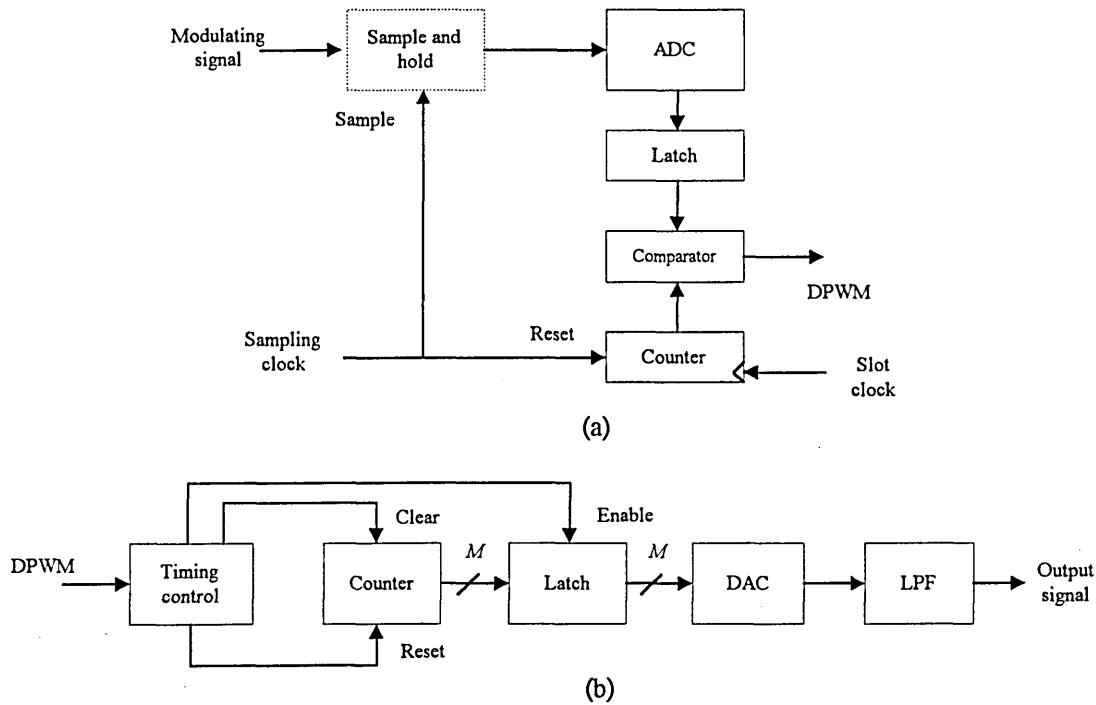 Modulating
signal
Sample and
hold
ADC
Sample
Latch
Comparator
DPWM
Sampling
clock
Reset
Counter
Slot
clock
(a)
Clear
Enable
DPWM
Timing
control
Counter
M
Latch
M
DAC
LPF
Output
signal
Reset
(b)